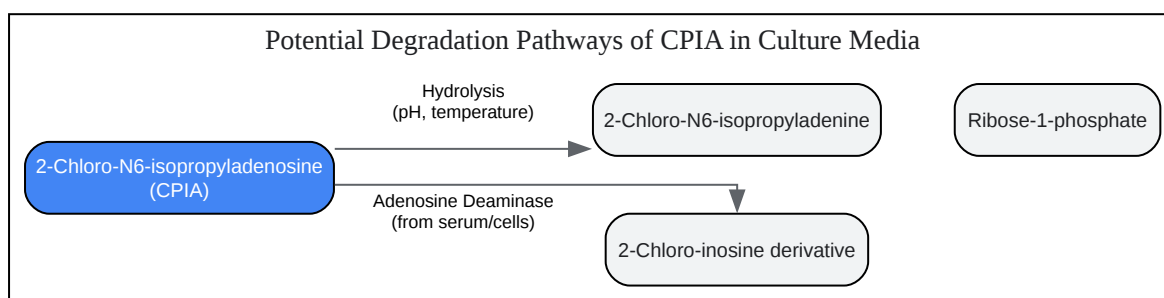 Potential Degradation Pathways of CPIA in Culture Media
Hydrolysis
(pH, temperature)
2-Chloro-N6-isopropyladenine
Ribose-1-phosphate
2-Chloro-N6-isopropyladenosine
(CPIA)
Adenosine Deaminase
(from serum/cells)
2-Chloro-inosine derivative